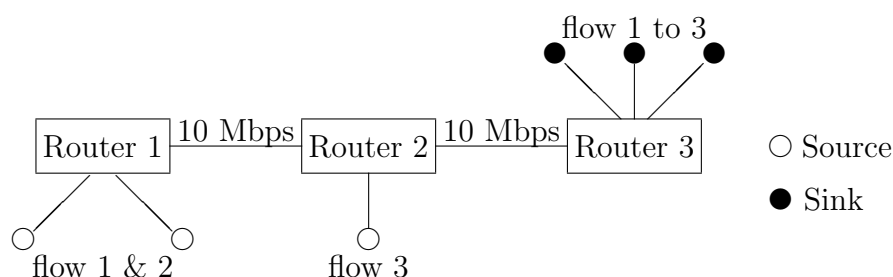 flow 1 to 3
Router 1
10 Mbps
Router 2
10 Mbps
Router 3
Source
Sink
flow 1 & 2
flow 3